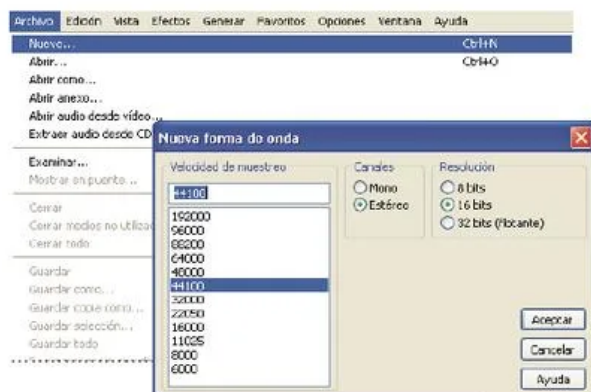 Archivo Edición Vista Efectos Generar Favoritos Opciones Ventana Ayuda
Nuevo... Ctrl+N
Abrir... Ctrl+O
Abrir como...
Abrir anexo...
Abrir audio desde vídeo...
Extraer audio desde CD
Examinar...
Mostrar en puente...
Cerrar
Cerrar medios no utilizad
Cerrar todo
Guardar
Guardar como...
Guardar copia como...
Guardar selección...
Guardar todo
Nueva forma de onda
Velocidad de muestreo
44100
192000
96000
88200
64000
48000
44100
32000
22050
16000
11025
8000
6000
Canales
Mono
Estéreo
Resolución
8 bits
16 bits
32 bits (flotante)
Aceptar
Cancelar
Ayuda